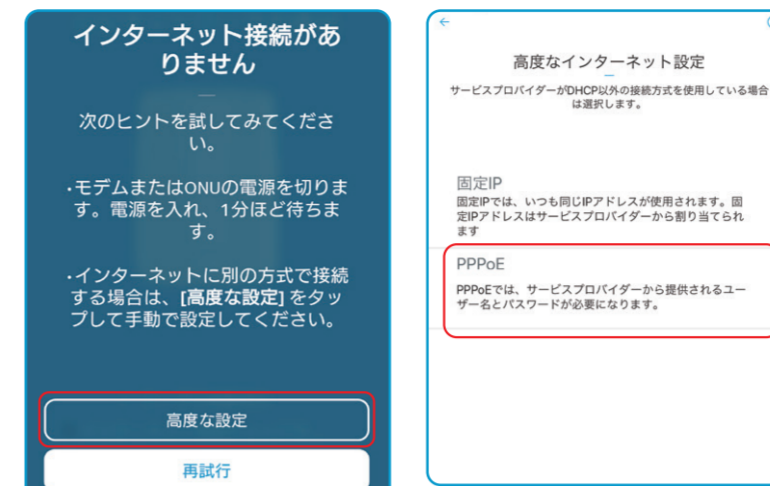 インターネット接続があ
りません
次のヒントを試してみてくださ
い。
・モデムまたはONUの電源を切りま
す。電源を入れ、1分ほど待ちま
す。
・インターネットに別の方式で接続
する場合は、[高度な設定] をタッ
プして手動で設定してください。
高度な設定
再試行
高度なインターネット設定
サービスプロバイダーがDHCP以外の接続方式を使用している場合
は選択します。
固定IP
固定IPでは、いつも同じIPアドレスが使用されます。固
定IPアドレスはサービスプロバイダーから割り当てられ
ます
PPPoE
PPPoEでは、サービスプロバイダーから提供されるユー
ザー名とパスワードが必要になります。